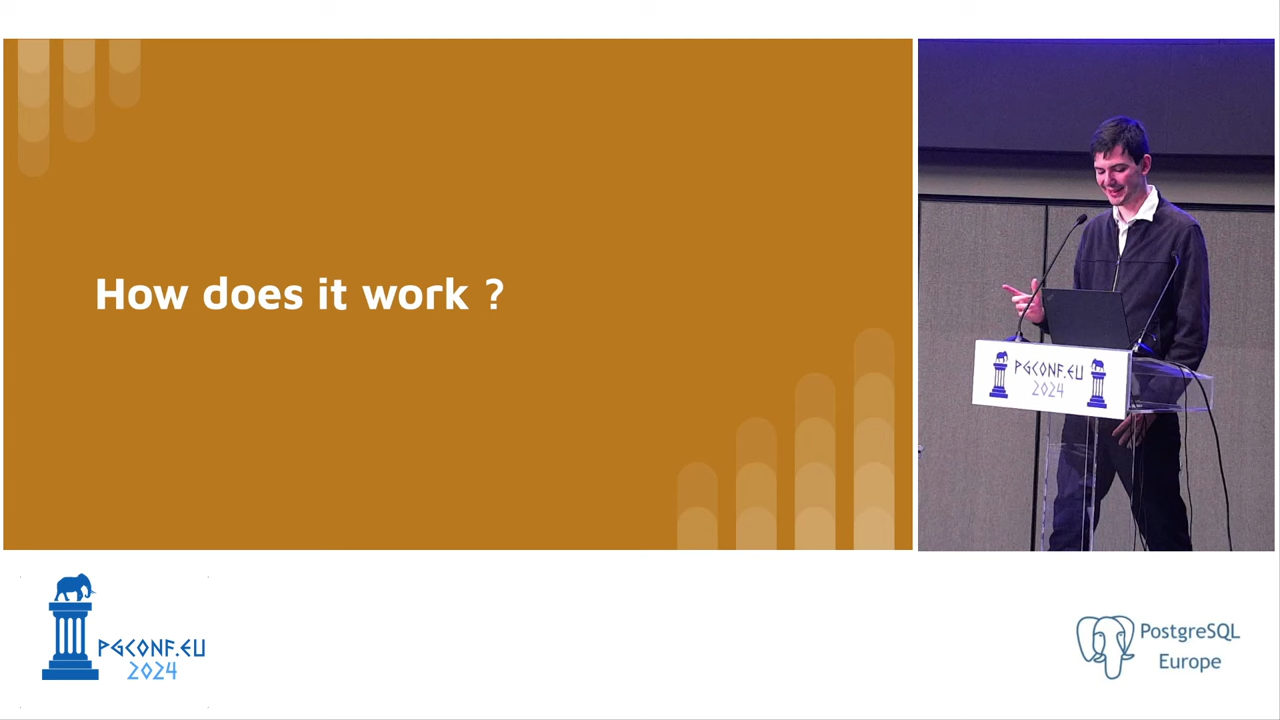 How does it work ?
PGCONF.EU
2024
PGCONF.EU
2024
PostgreSQL
Europe